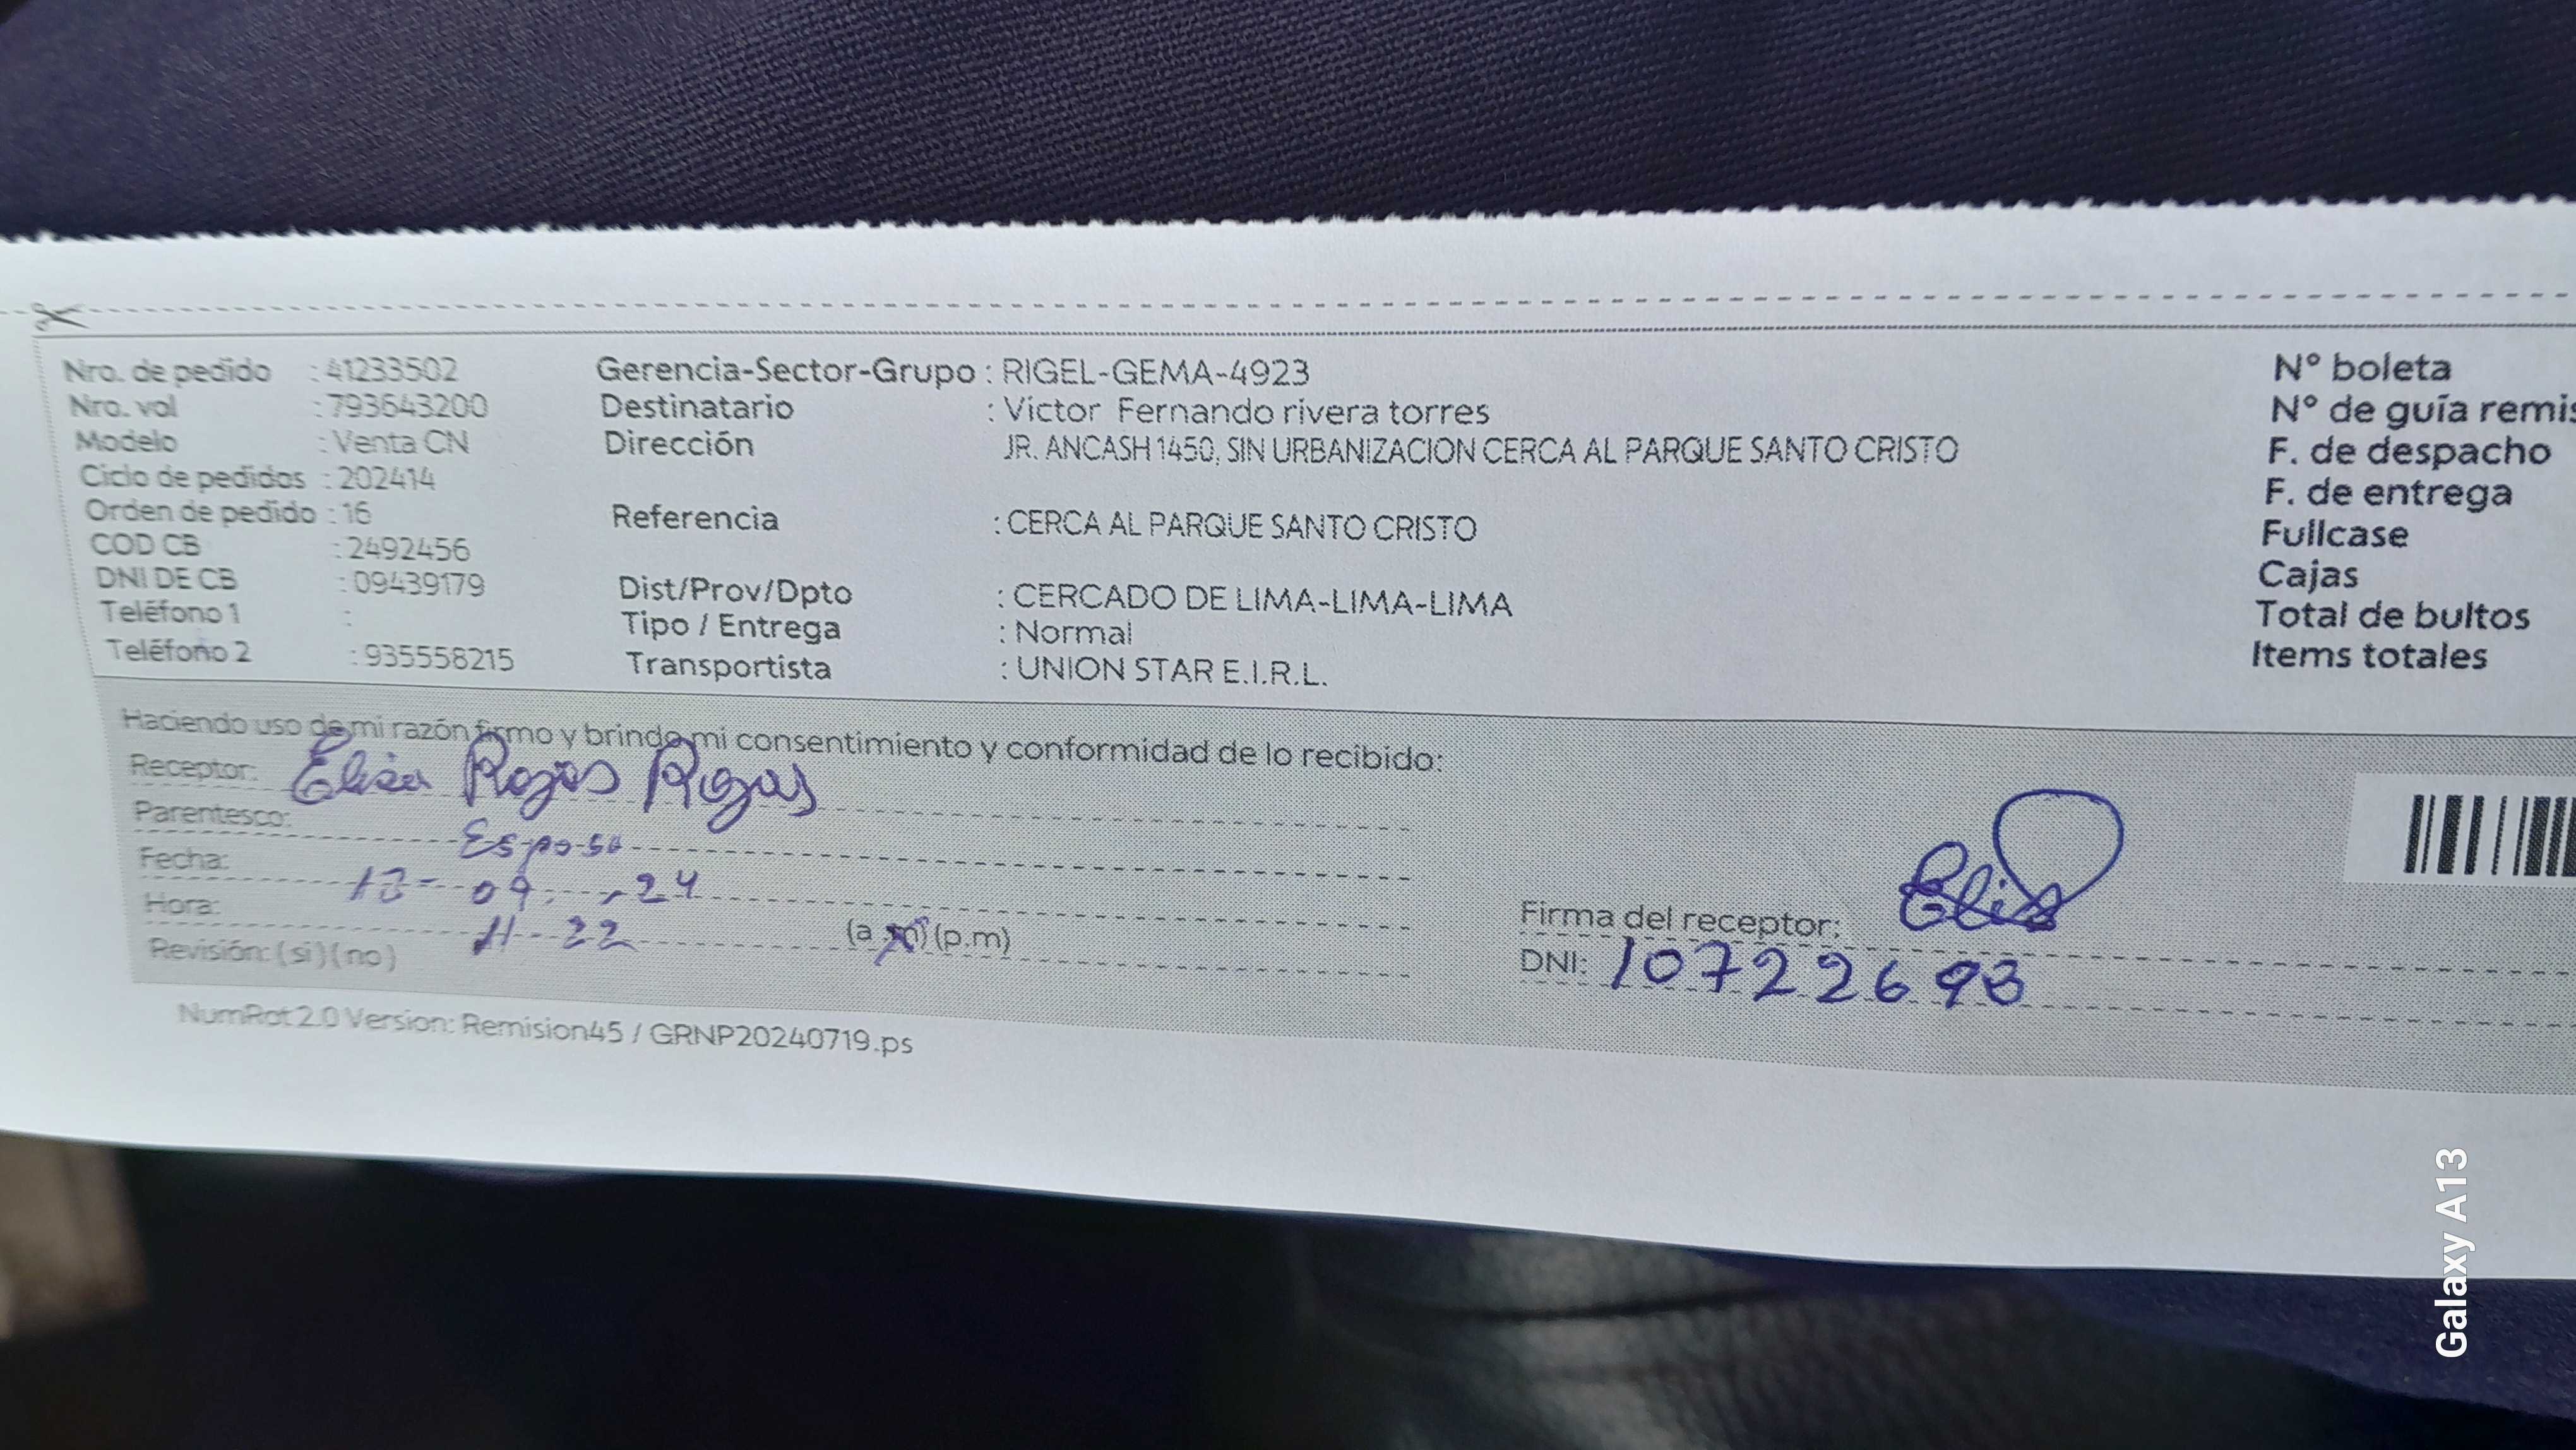 Nro. de pedido : 41233502
Nro. vol : 793643200
Modelo : Venta CN
Ciclo de pedidos : 202414
Orden de pedido : 16
COD CB : 2492456
DNI DE CB : 09439179
Teléfono 1 :
Teléfono 2 : 935558215
Gerencia-Sector-Grupo : RIGEL-GEMA-4923
Destinatario : Victor Fernando rivera torres
Dirección JR. ANCASH 1450, SIN URBANIZACION CERCA AL PARQUE SANTO CRISTO
Referencia : CERCA AL PARQUE SANTO CRISTO
Dist/Prov/Dpto : CERCADO DE LIMA-LIMA-LIMA
Tipo / Entrega : Normal
Transportista : UNION STAR E.I.R.L.
N° boleta
N° de guía remis
F. de despacho
F. de entrega
Fullcase
Cajas
Total de bultos
Items totales
Haciendo uso de mi razón firmo y brindo mi consentimiento y conformidad de lo recibido:
Receptor: Elisa Rojas Rojas
Parentesco: Esposa
Fecha: 13- 09. -24
Hora: 11-22 (a.m) (p.m)
Revisión: (si) (no)
Firma del receptor: Elisa
DNI: 10722693
NumRot 2.0 Version: Remision45 / GRNP20240719.ps
Galaxy A13